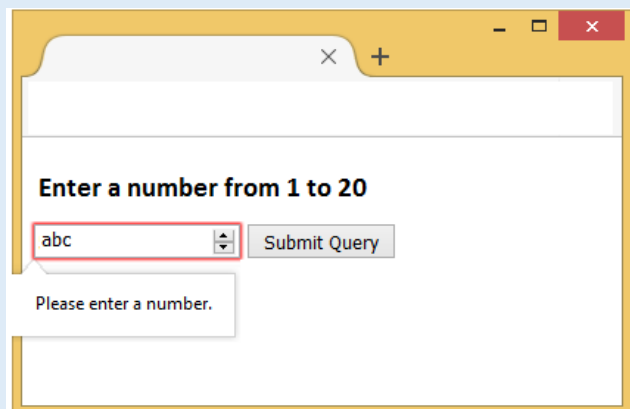 Enter a number from 1 to 20
abc Submit Query
Please enter a number.